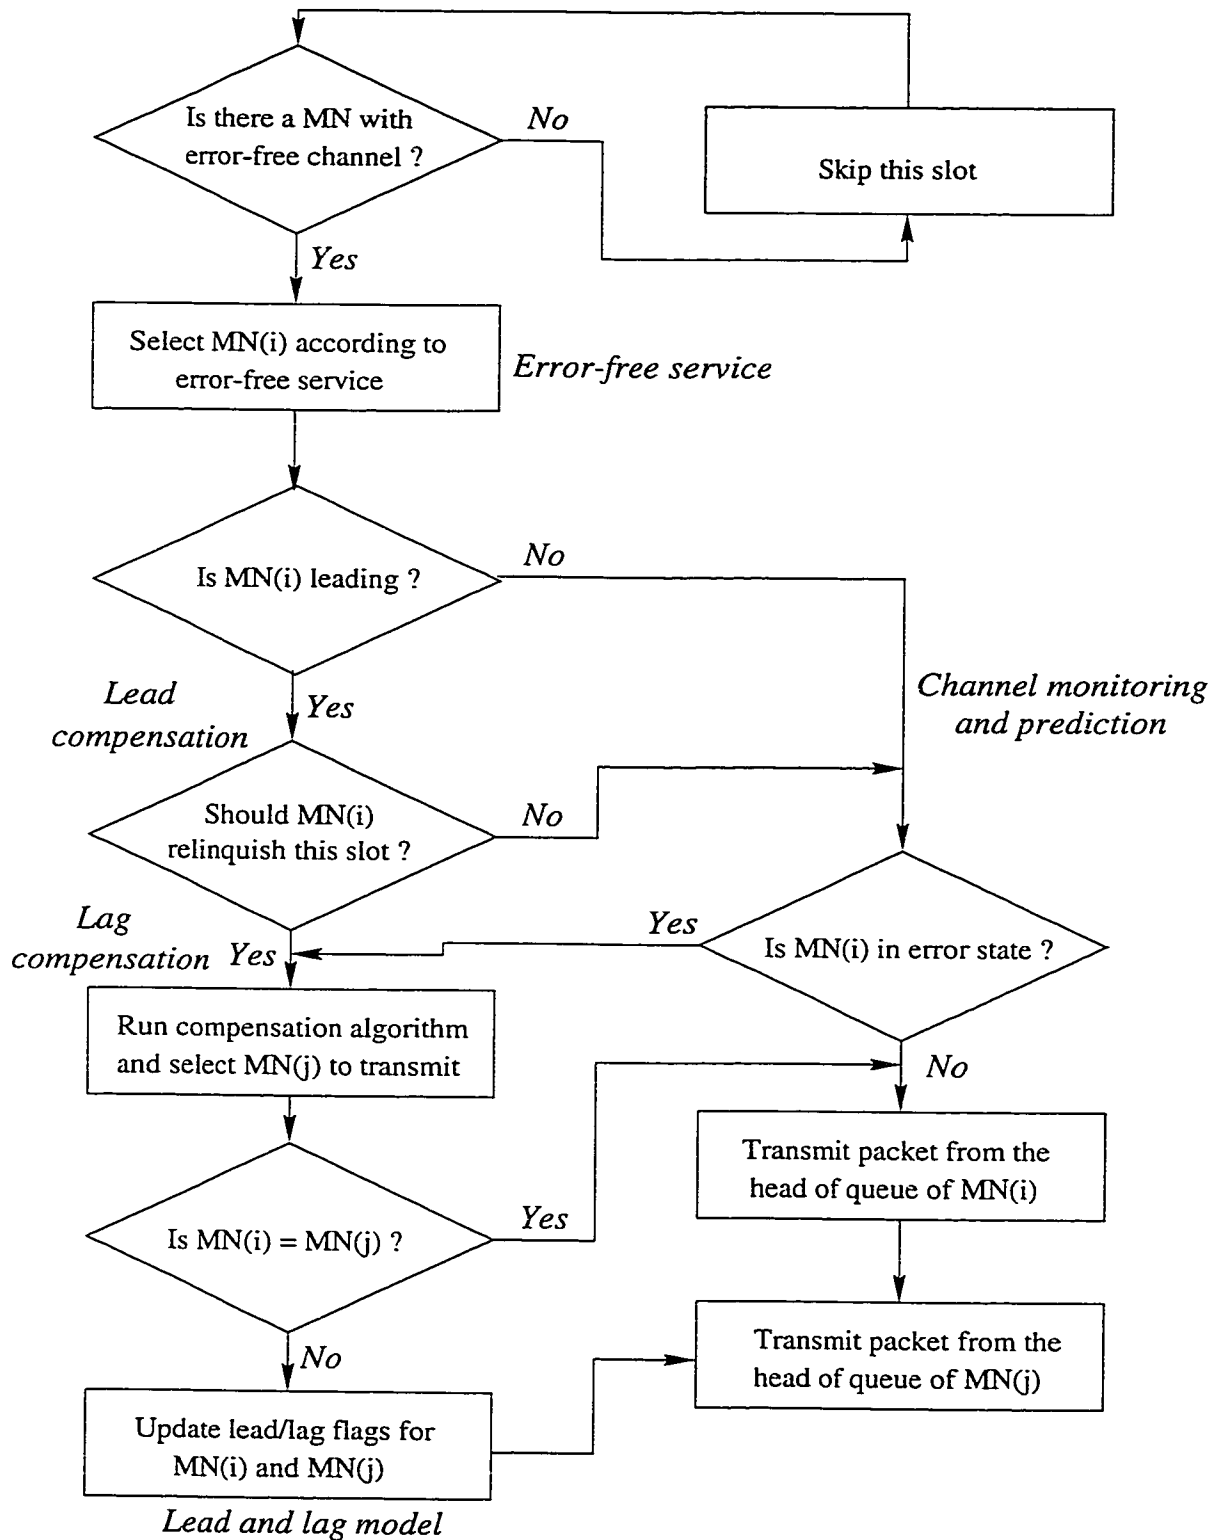 Is there a MN with
error-free channel ?
No
Skip this slot
Yes
Select MN(i) according to
error-free service
Error-free service
Is MN(i) leading ?
No
Lead
compensation
Yes
Channel monitoring
and prediction
Should MN(i)
relinquish this slot ?
No
Lag
compensation
Yes
Yes
Is MN(i) in error state ?
Run compensation algorithm
and select MN(j) to transmit
No
Transmit packet from the
head of queue of MN(i)
Is MN(i) = MN(j) ?
Yes
No
Transmit packet from the
head of queue of MN(j)
Update lead/lag flags for
MN(i) and MN(j)
Lead and lag model